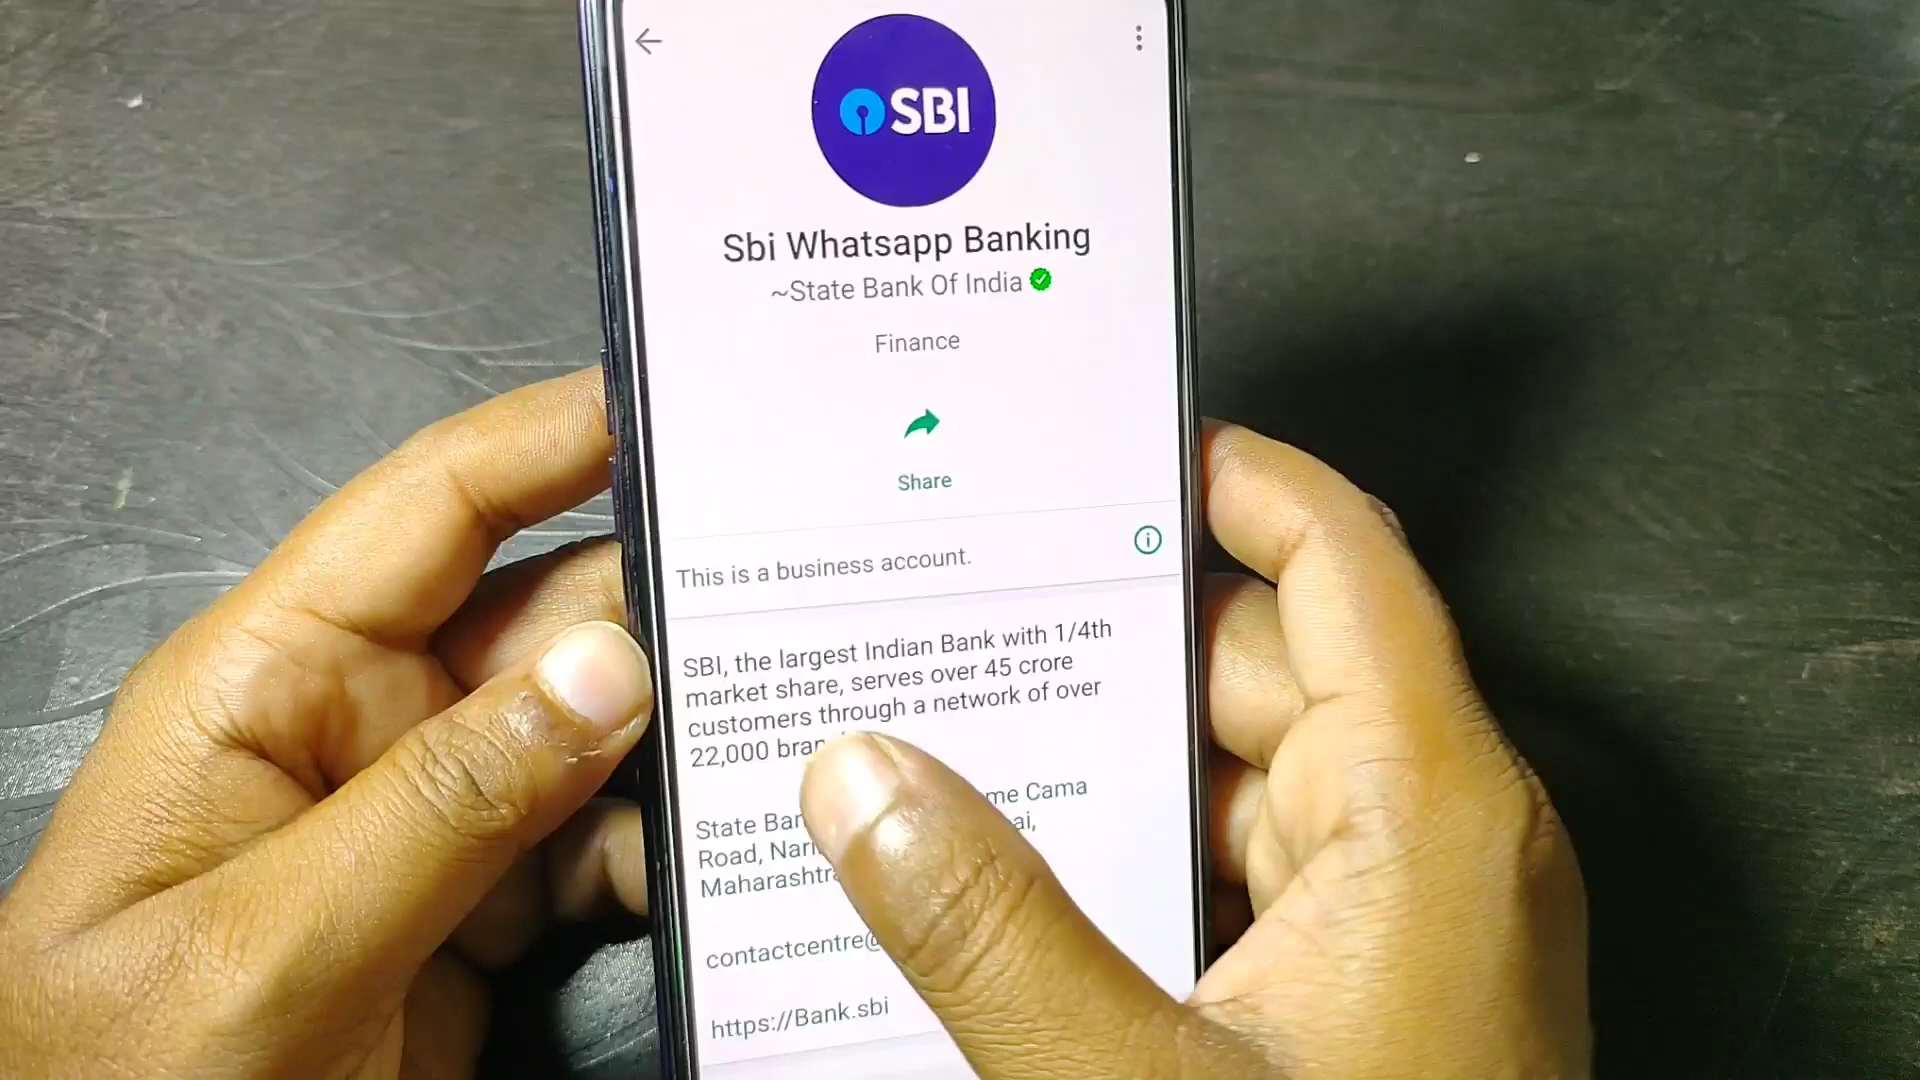 SBI
Sbi Whatsapp Banking
~State Bank Of India
Finance
Share
This is a business account.
SBI, the largest Indian Bank with 1/4th
market share, serves over 45 crore
customers through a network of over
22,000
State Cama
Road,
contactcentre@
https://Bank.sbi